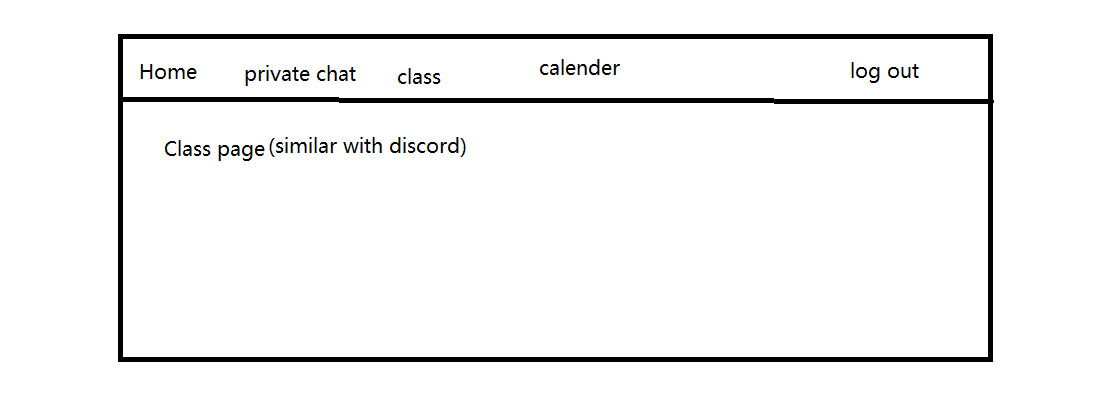 Home private chat class calender log out
Class page (similar with discord)